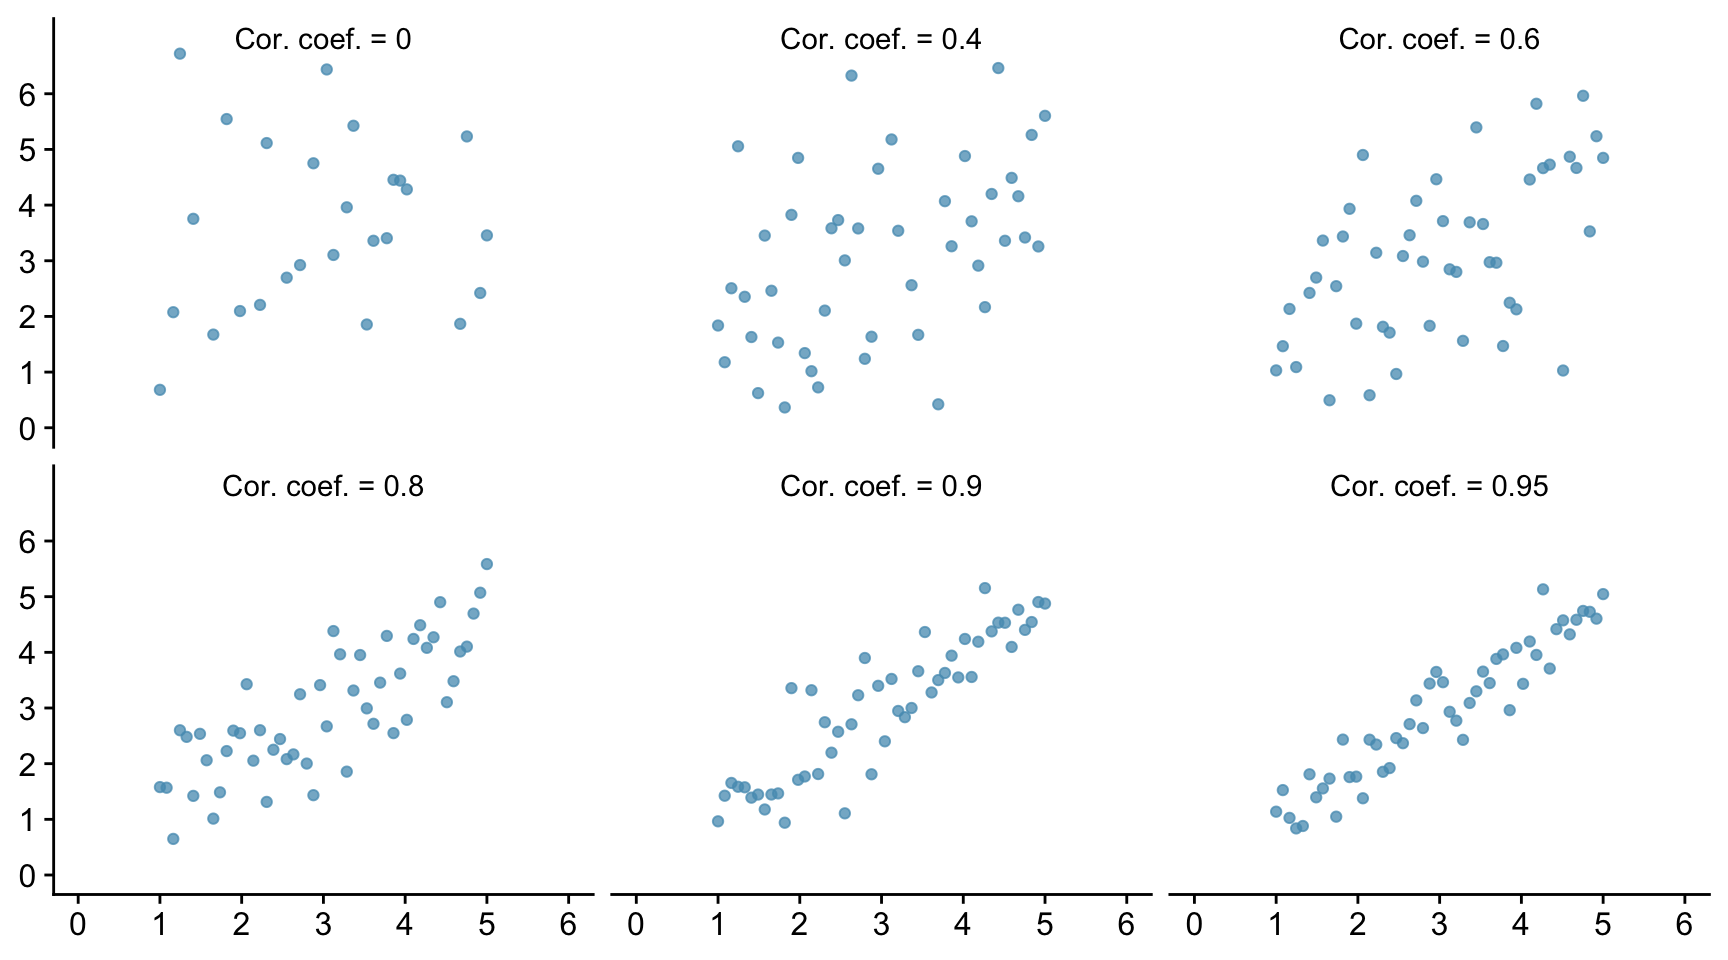 Cor. coef. = 0
Cor. coef. = 0.4
Cor. coef. = 0.6
6
5
4
3
2
1
0
Cor. coef. = 0.8
Cor. coef. = 0.9
Cor. coef. = 0.95
6
5
4
3
2
1
0
0 1 2 3 4 5 6
0 1 2 3 4 5 6
0 1 2 3 4 5 6